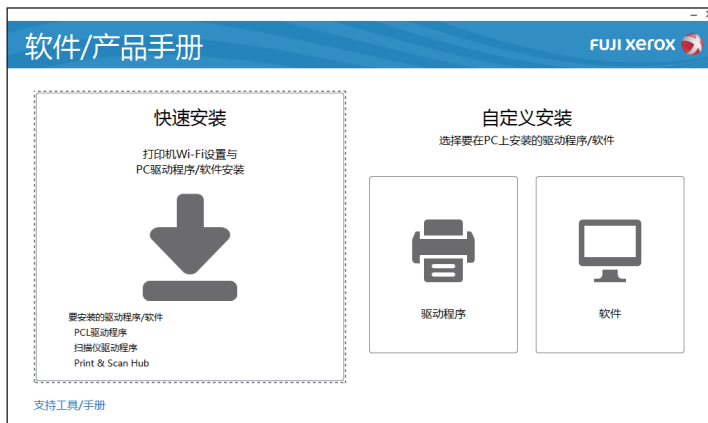 软件/产品手册
FUJI xerox
快速安装
打印机Wi-Fi设置与
PC驱动程序/软件安装
要安装的驱动程序/软件
PCL驱动程序
扫描仪驱动程序
Print & Scan Hub
自定义安装
选择要在PC上安装的驱动程序/软件
驱动程序
软件
支持工具/手册